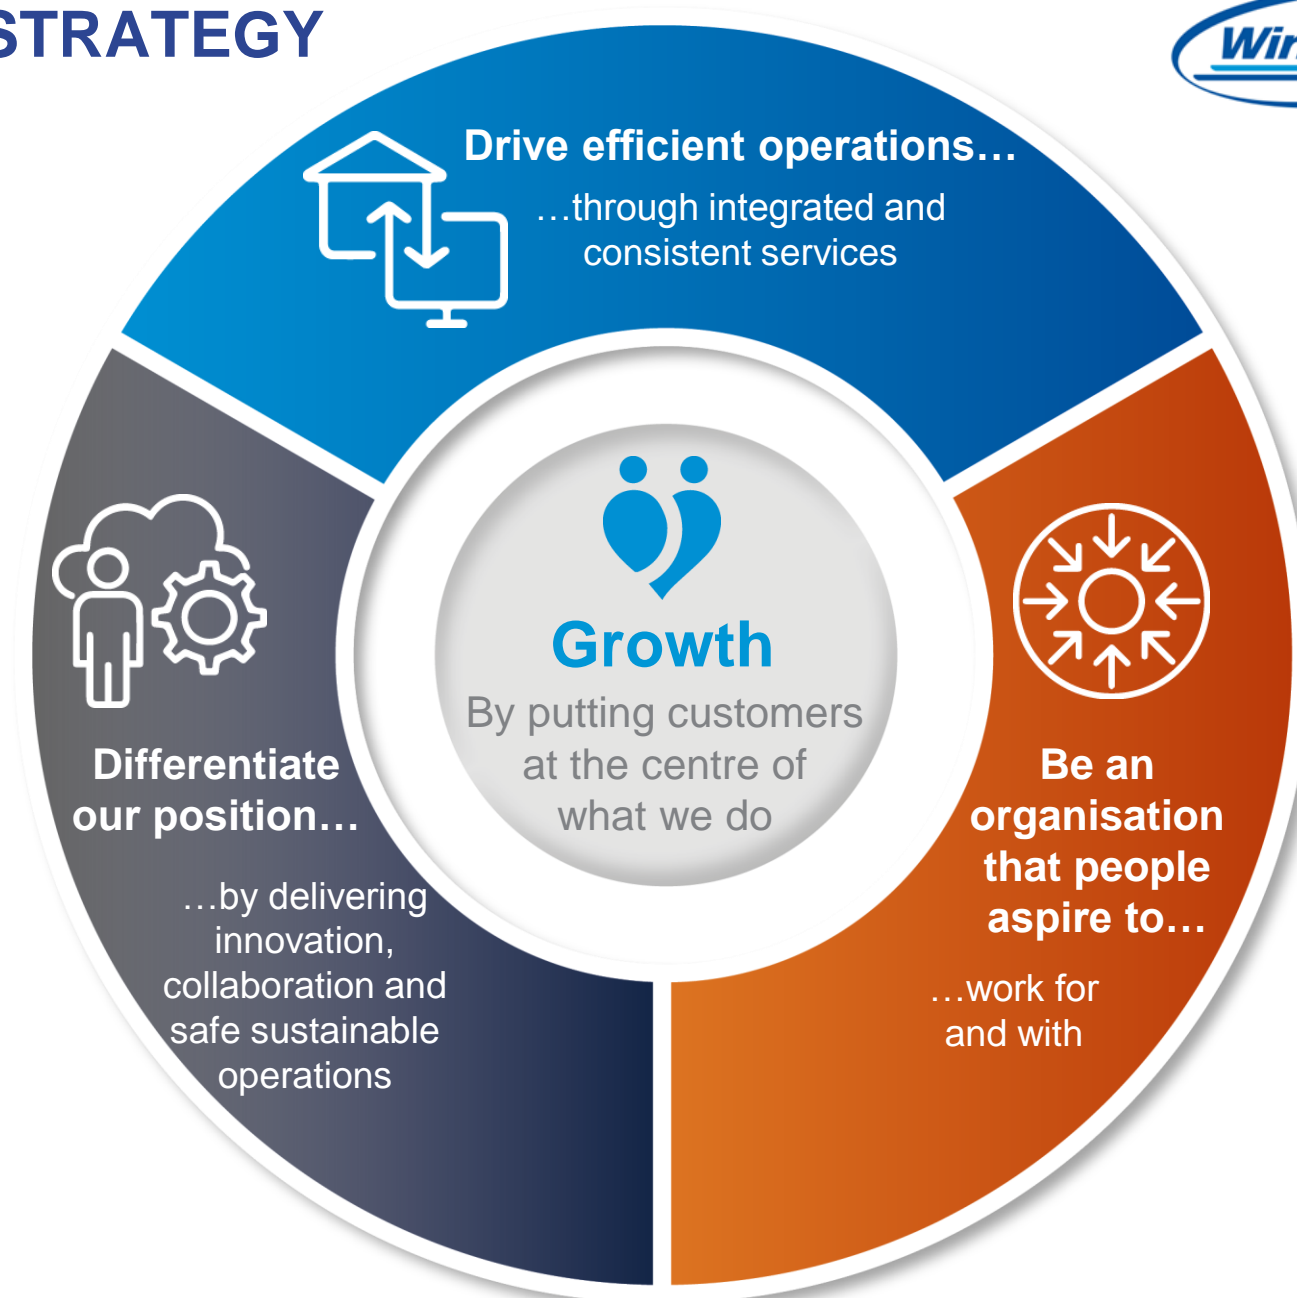 STRATEGY
Drive efficient operations…
…through integrated and
consistent services
Growth
By putting customers
at the centre of
what we do
Differentiate
our position…
…by delivering
innovation,
collaboration and
safe sustainable
operations
Be an
organisation
that people
aspire to…
…work for
and with